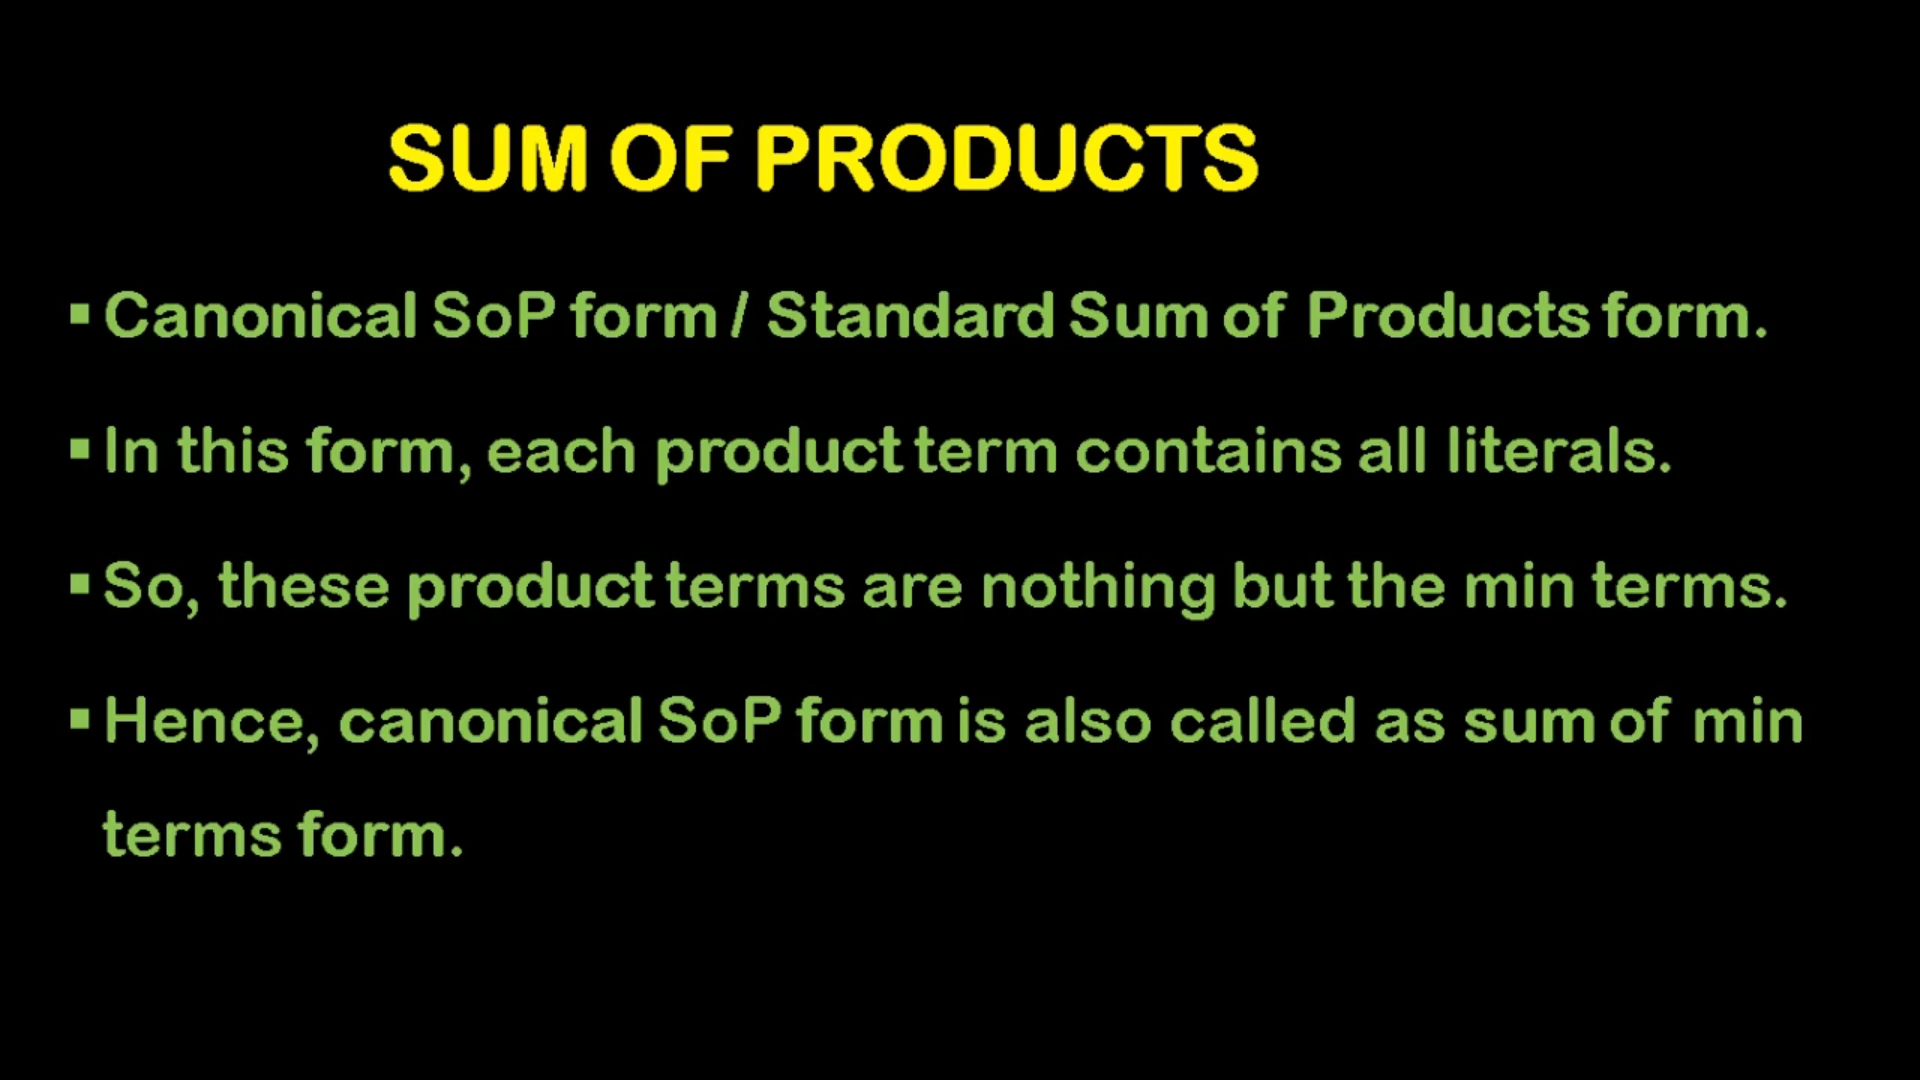 SUM OF PRODUCTS
▪ Canonical SoP form / Standard Sum of Products form.
▪ In this form, each product term contains all literals.
▪ So, these product terms are nothing but the min terms.
▪ Hence, canonical SoP form is also called as sum of min
terms form.